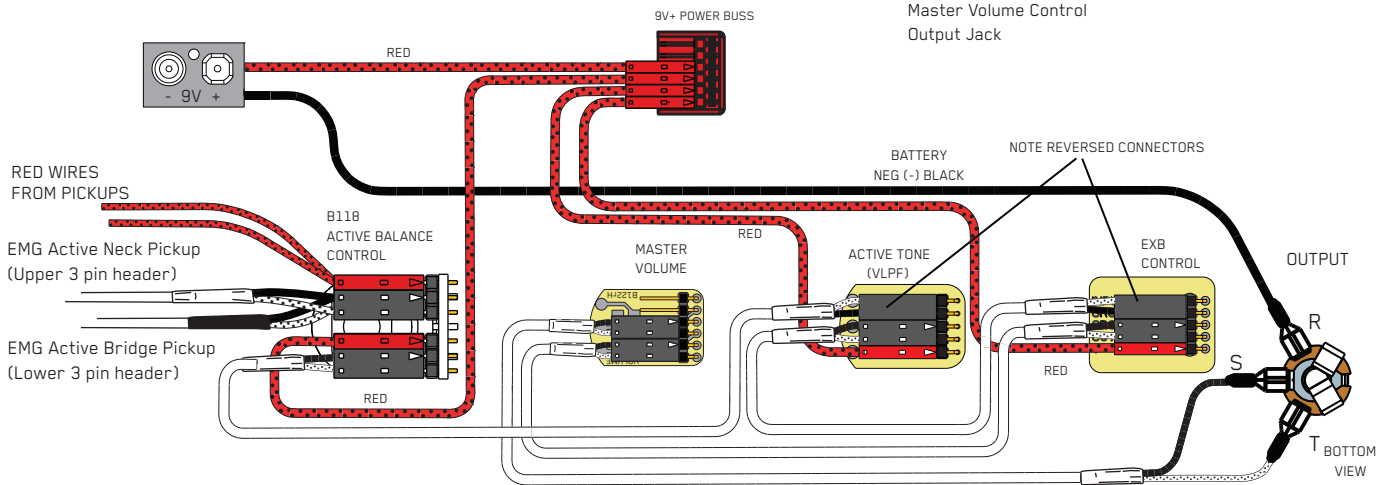 9V+ POWER BUSS
Master Volume Control
Output Jack
RED
- 9V +
BATTERY
NEG (-) BLACK
NOTE REVERSED CONNECTORS
RED WIRES
FROM PICKUPS
B118
ACTIVE BALANCE
CONTROL
RED
EMG Active Neck Pickup
(Upper 3 pin header)
MASTER
VOLUME
ACTIVE TONE
(VLPF)
EXB
CONTROL
OUTPUT
R
EMG Active Bridge Pickup
(Lower 3 pin header)
S
RED
RED
T
BOTTOM
VIEW